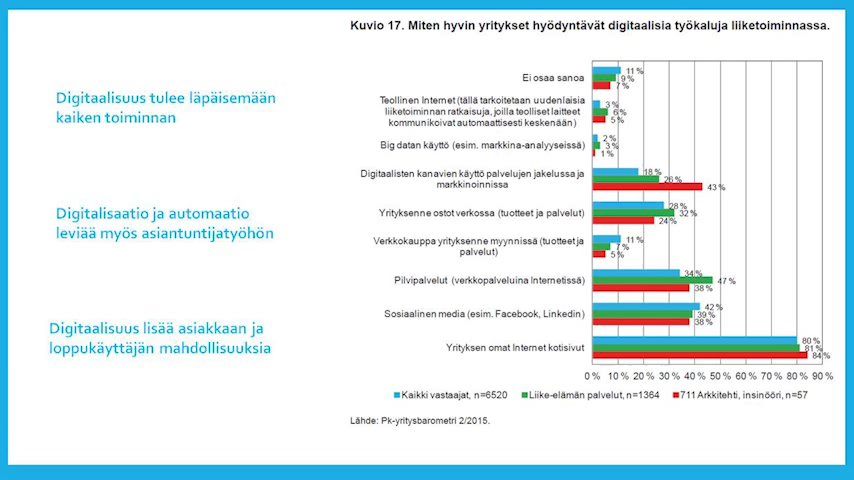 Kuvio 17. Miten hyvin yritykset hyödyntävät digitaalisia työkaluja liiketoiminnassa.
Digitaalisuus tulee läpäisemään
kaiken toiminnan
Digitalisaatio ja automaatio
leviää myös asiantuntijatyöhön
Digitaalisuus lisää asiakkaan ja
loppukäyttäjän mahdollisuuksia
Ei osaa sanoa
11 %
9 %
7 %
Teollinen Internet (tällä tarkoitetaan uudenlaisia
liiketoiminnan ratkaisuja, joilla teolliset laitteet
kommunikoivat automaattisesti keskenään)
3 %
6 %
5 %
Big datan käyttö (esim. markkina-analyyseissä)
2 %
3 %
1 %
Digitaalisten kanavien käyttö palvelujen jakelussa ja
markkinoinnissa
18 %
26 %
43 %
Yrityksenne ostot verkossa (tuotteet ja palvelut)
28 %
32 %
24 %
Verkkokauppa yrityksenne myynnissä (tuotteet ja
palvelut)
11 %
7 %
5 %
Pilvipalvelut (verkkopalveluina Internetissä)
34 %
47 %
38 %
Sosiaalinen media (esim. Facebook, Linkedin)
42 %
39 %
38 %
Yrityksen omat Internet kotisivut
80 %
81 %
84 %
0 % 10 % 20 % 30 % 40 % 50 % 60 % 70 % 80 % 90 %
Kaikki vastaajat, n=6520 Liike-elämän palvelut, n=1364 711 Arkkitehti, insinööri, n=57
Lähde: Pk-yritysbarometri 2/2015.